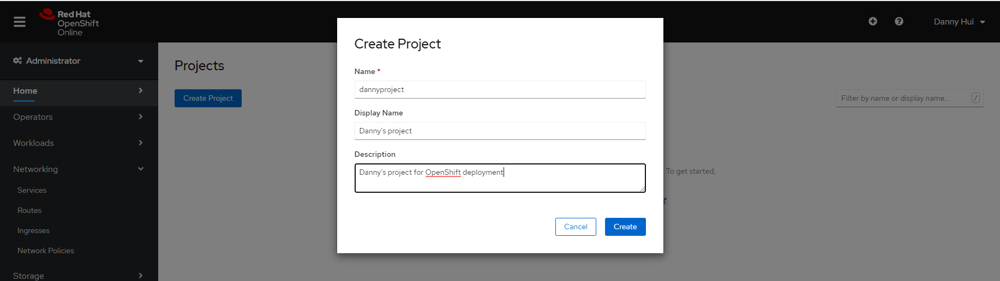 Red Hat
OpenShift
Online
Danny Hui
Administrator
Home
Operators
Workloads
Networking
Services
Routes
Ingresses
Network Policies
Storage
Projects
Create Project
Filter by name or display name...
/
To get started,
Create Project
Name *
dannyproject
Display Name
Danny's project
Description
Danny's project for OpenShift deployment
Cancel
Create